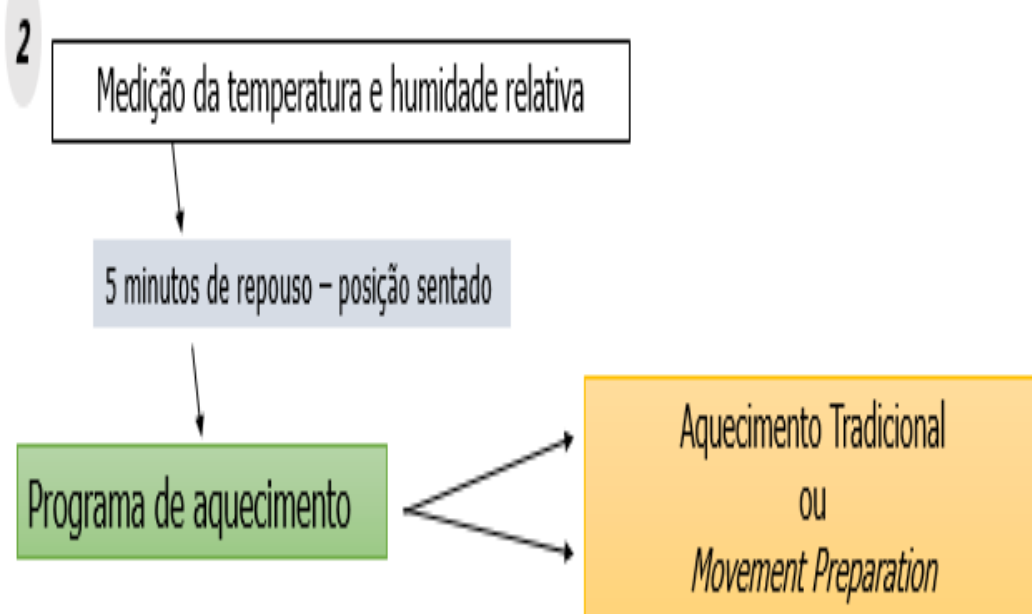 2
Medição da temperatura e humidade relativa
5 minutos de repouso – posição sentado
Programa de aquecimento
Aquecimento Tradicional
ou
Movement Preparation